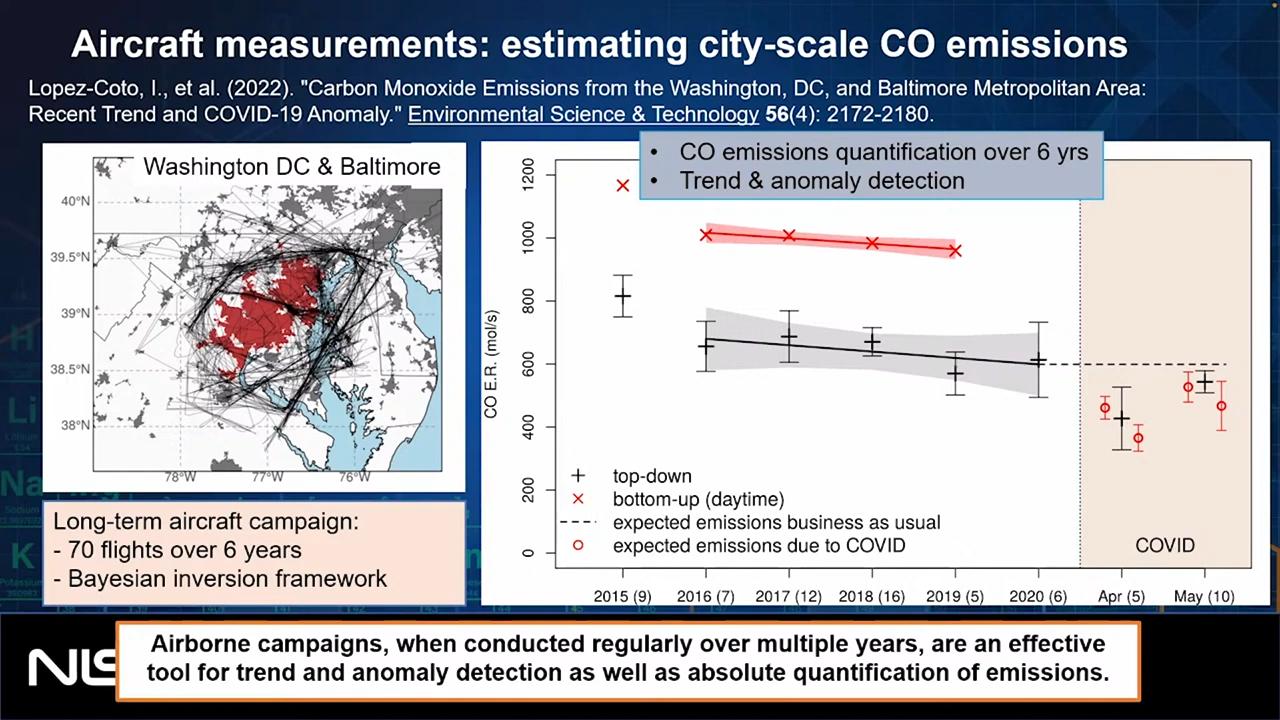 Aircraft measurements: estimating city-scale CO emissions
Lopez-Coto, I., et al. (2022). "Carbon Monoxide Emissions from the Washington, DC, and Baltimore Metropolitan Area:
Recent Trend and COVID-19 Anomaly." Environmental Science & Technology 56(4): 2172-2180.
Washington DC & Baltimore
40°N
39.5°N
39°N
38.5°N
38°N
78°W 77°W 76°W
Long-term aircraft campaign:
- 70 flights over 6 years
- Bayesian inversion framework
• CO emissions quantification over 6 yrs
• Trend & anomaly detection
CO E.R. (mol/s)
1200
1000
800
600
400
200
0
top-down
bottom-up (daytime)
expected emissions business as usual
expected emissions due to COVID
COVID
2015 (9) 2016 (7) 2017 (12) 2018 (16) 2019 (5) 2020 (6) Apr (5) May (10)
H
Li
Na
K
Airborne campaigns, when conducted regularly over multiple years, are an effective
tool for trend and anomaly detection as well as absolute quantification of emissions.